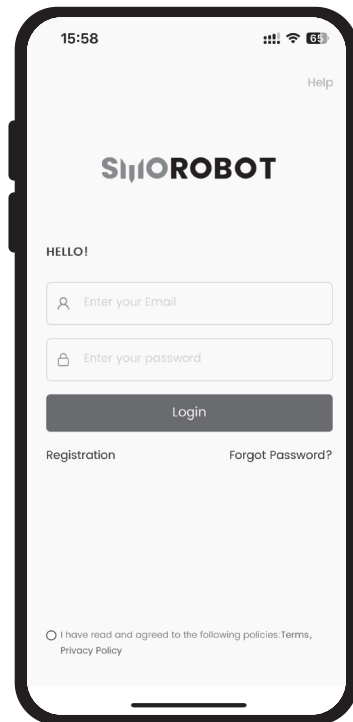 15:58
65
Help
SMOROBOT
HELLO!
Enter your Email
Enter your password
Login
Registration
Forgot Password?
I have read and agreed to the following policies:Terms,
Privacy Policy